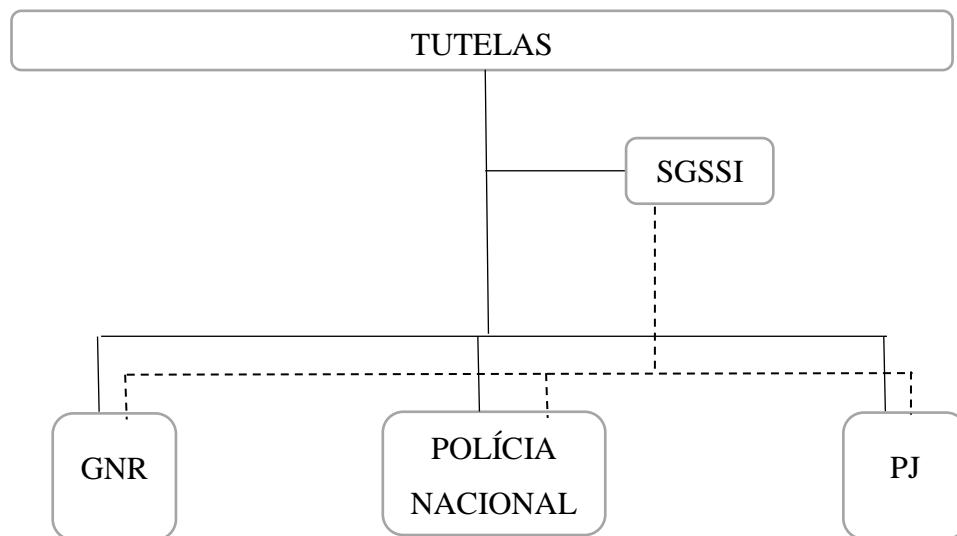 TUTELAS
SGSSI
GNR
POLÍCIA
NACIONAL
PJ